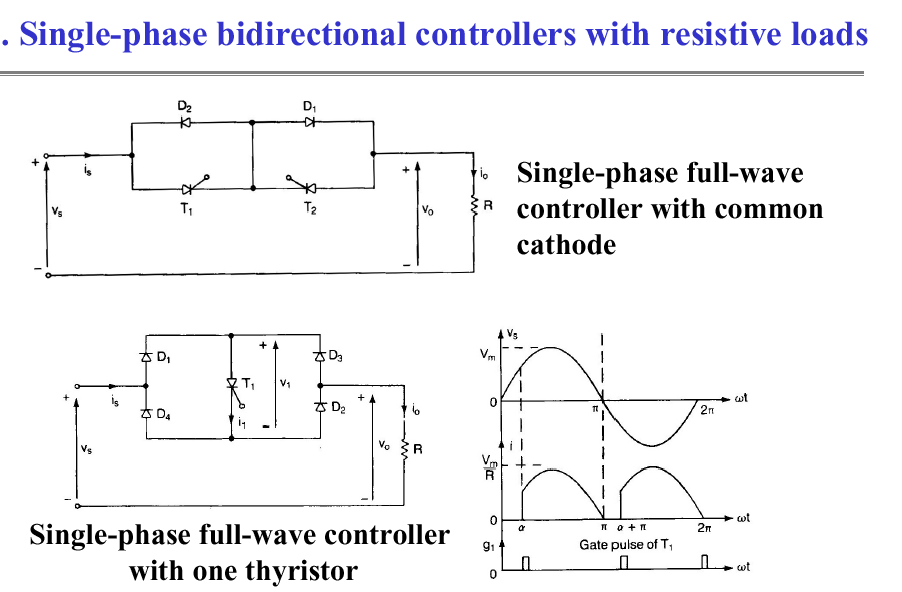 . Single-phase bidirectional controllers with resistive loads
D₂ D₁
+ iₛ + iₒ
T₁ T₂
vₛ vₒ R
− −
Single-phase full-wave
controller with common
cathode
+
D₁ D₃
T₁ v₁
+ iₛ + iₒ
D₄ D₂
i₁ −
vₛ vₒ R
− −
Single-phase full-wave controller
with one thyristor
vₛ
Vₘ
0 π 2π ωt
i
Vₘ
R
0 α π α + π 2π ωt
g₁ Gate pulse of T₁
0 ωt